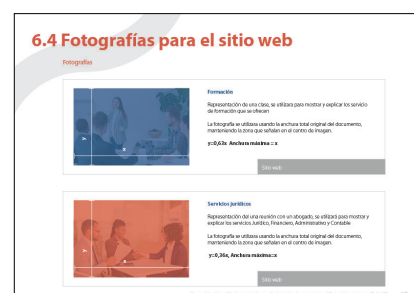 6.4 Fotografías para el sitio web
Fotografías
Formación
Representación de una clase, se utilizara para mostrar y explicar los servicio
de formación que se ofrecen
La fotografía se utilizara usando la anchura total original del documento,
manteniendo la zona que señalan en el centro de imagen.
y=0,63x Anchura máxima = x
y
x
Sitio web
Servicios jurídicos
Representación del una reunión con un abogado, se utilizará para mostrar y
explicar los servicios Jurídico, Financiero, Administrativo y Contable
La fotografía se utilizara usando la anchura total original del documento,
manteniendo la zona que señalan en el centro de imagen.
y=0,36x, Anchura máxima=x
y
x
Sitio web